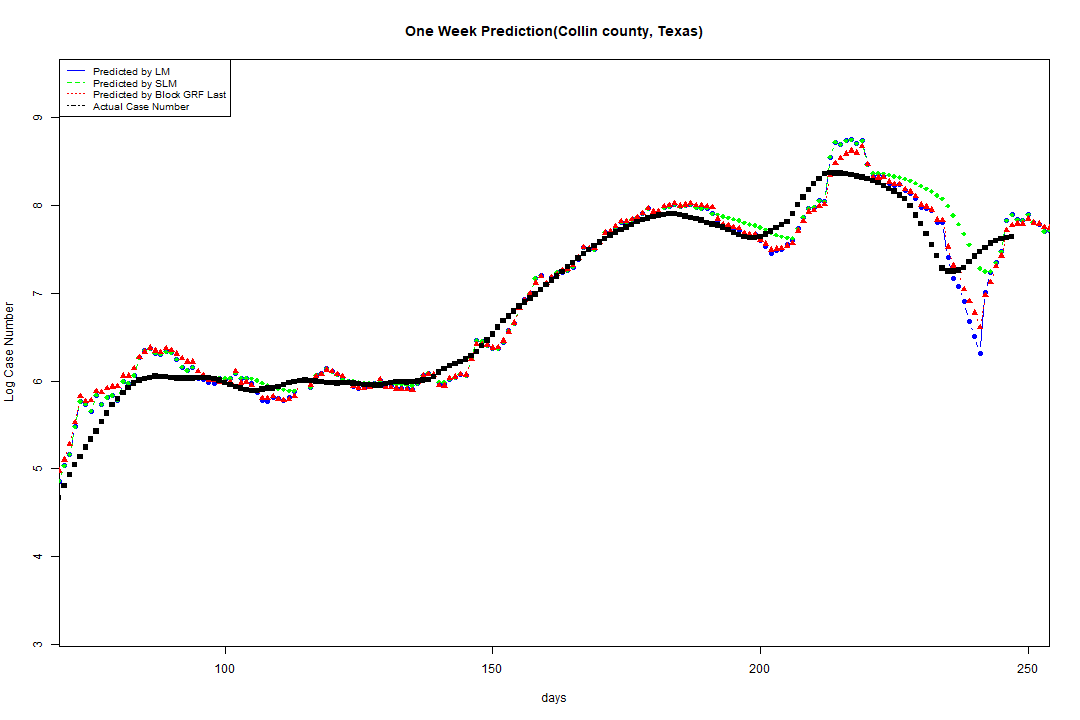 One Week Prediction(Collin county, Texas)
Predicted by LM
Predicted by SLM
Predicted by Block GRF Last
Actual Case Number
Log Case Number
9
8
7
6
5
4
3
100 150 200 250
days